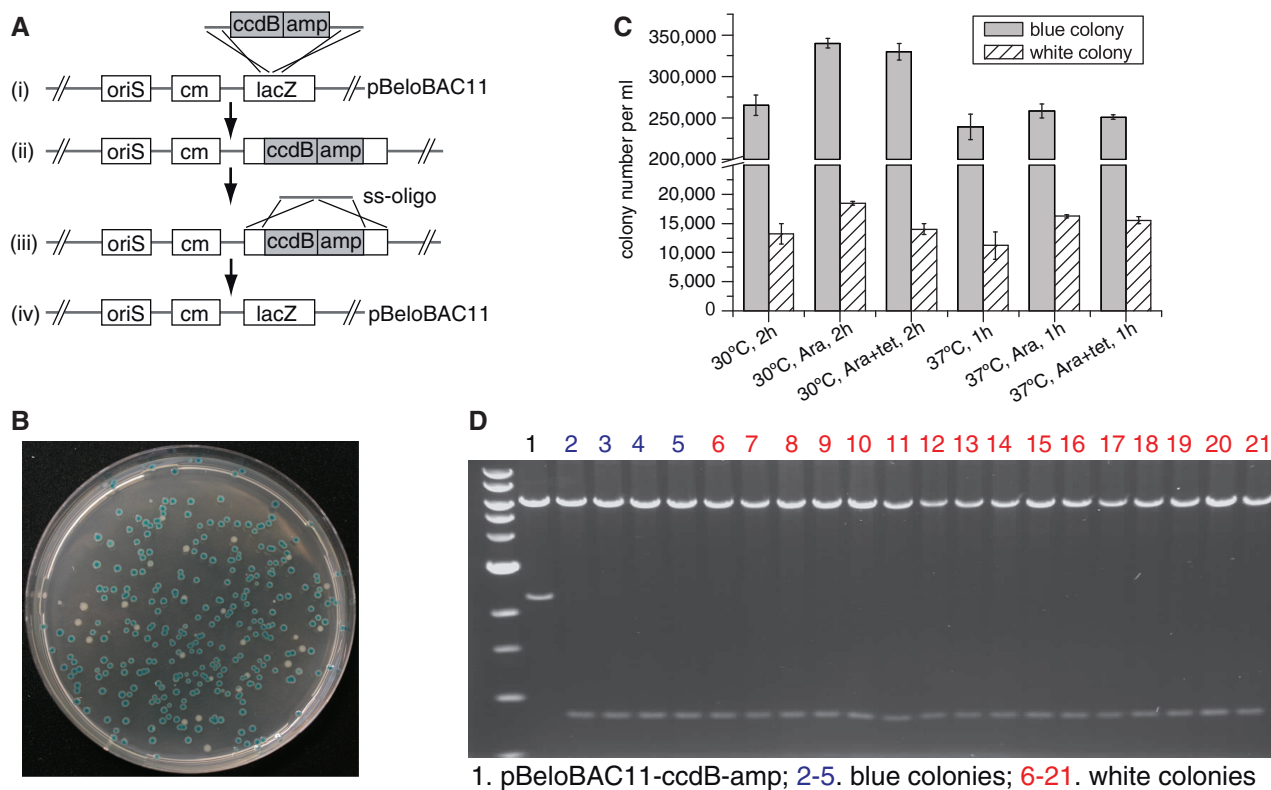 A
ccdB amp
(i) oriS cm lacZ pBeloBAC11
(ii) oriS cm ccdB amp
ss-oligo
(iii) oriS cm ccdB amp
(iv) oriS cm lacZ pBeloBAC11
B
C
blue colony
white colony
colony number per ml
350,000
300,000
250,000
200,000
20,000
15,000
10,000
5,000
0
30°C, 2h
30°C, Ara, 2h
30°C, Ara+tet, 2h
37°C, 1h
37°C, Ara, 1h
37°C, Ara+tet, 1h
D
1 2 3 4 5 6 7 8 9 10 11 12 13 14 15 16 17 18 19 20 21
1. pBeloBAC11-ccdB-amp; 2-5. blue colonies; 6-21. white colonies